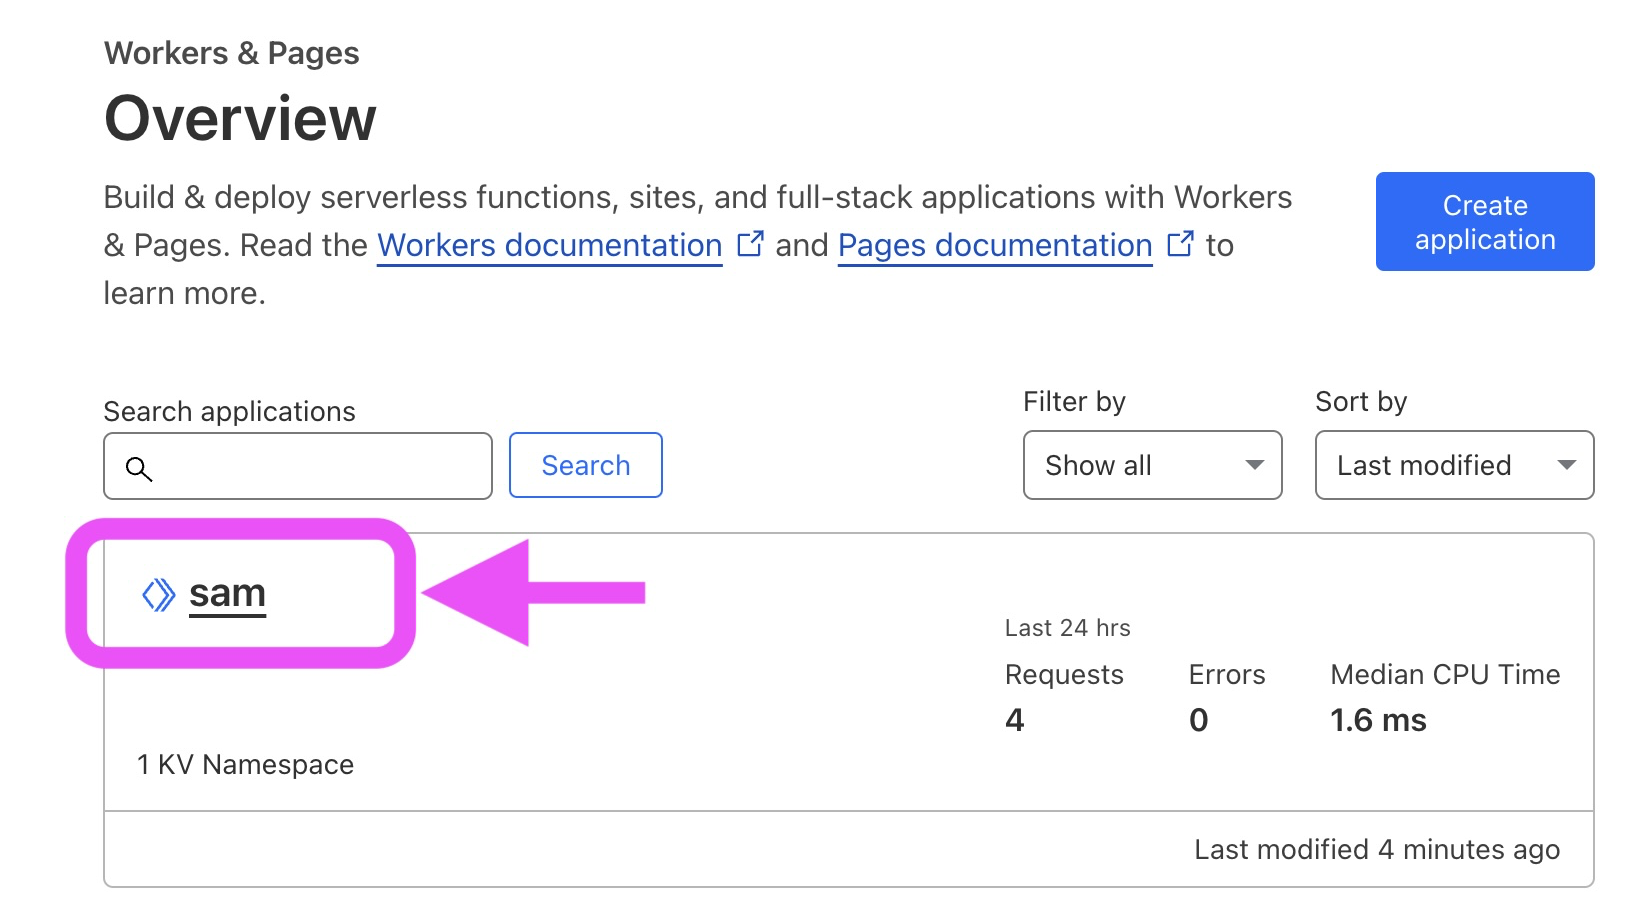 Workers & Pages
Overview
Build & deploy serverless functions, sites, and full-stack applications with Workers
& Pages. Read the Workers documentation and Pages documentation to
learn more.
Create
application
Search applications
Search
Filter by
Show all
Sort by
Last modified
sam
Last 24 hrs
Requests Errors Median CPU Time
4 0 1.6 ms
1 KV Namespace
Last modified 4 minutes ago